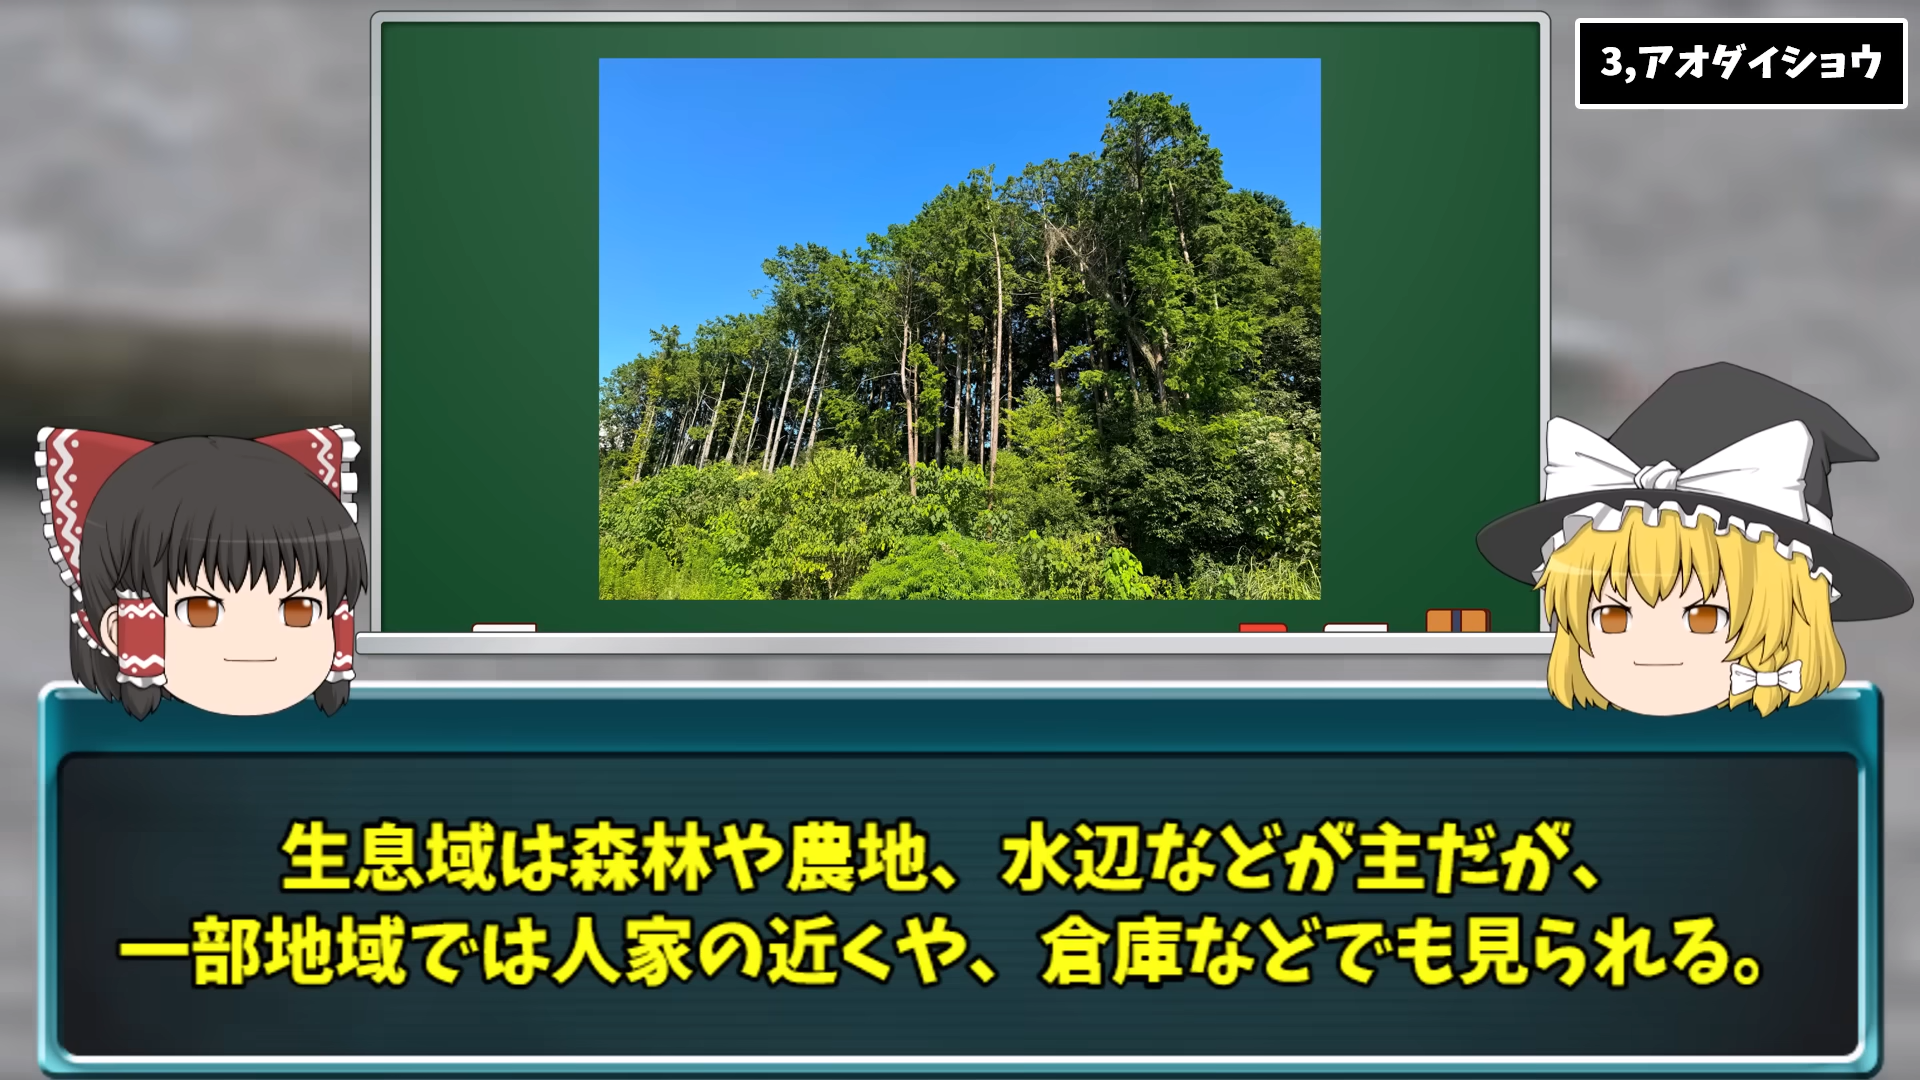 3,アオダイショウ
生息域は森林や農地、水辺などが主だが、
一部地域では人家の近くや、倉庫などでも見られる。